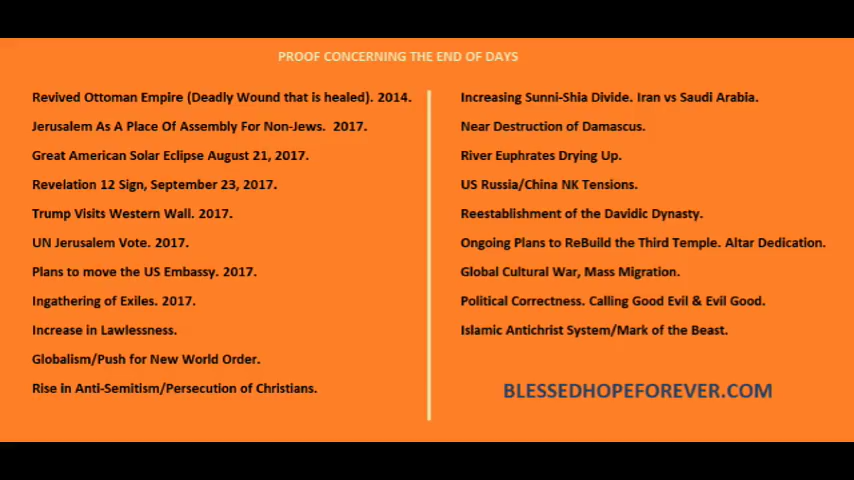 PROOF CONCERNING THE END OF DAYS
Revived Ottoman Empire (Deadly Wound that is healed). 2014.
Jerusalem As A Place Of Assembly For Non-Jews. 2017.
Great American Solar Eclipse August 21, 2017.
Revelation 12 Sign, September 23, 2017.
Trump Visits Western Wall. 2017.
UN Jerusalem Vote. 2017.
Plans to move the US Embassy. 2017.
Ingathering of Exiles. 2017.
Increase in Lawlessness.
Globalism/Push for New World Order.
Rise in Anti-Semitism/Persecution of Christians.
Increasing Sunni-Shia Divide. Iran vs Saudi Arabia.
Near Destruction of Damascus.
River Euphrates Drying Up.
US Russia/China NK Tensions.
Reestablishment of the Davidic Dynasty.
Ongoing Plans to ReBuild the Third Temple. Altar Dedication.
Global Cultural War, Mass Migration.
Political Correctness. Calling Good Evil & Evil Good.
Islamic Antichrist System/Mark of the Beast.
BLESSEDHOPEFOREVER.COM